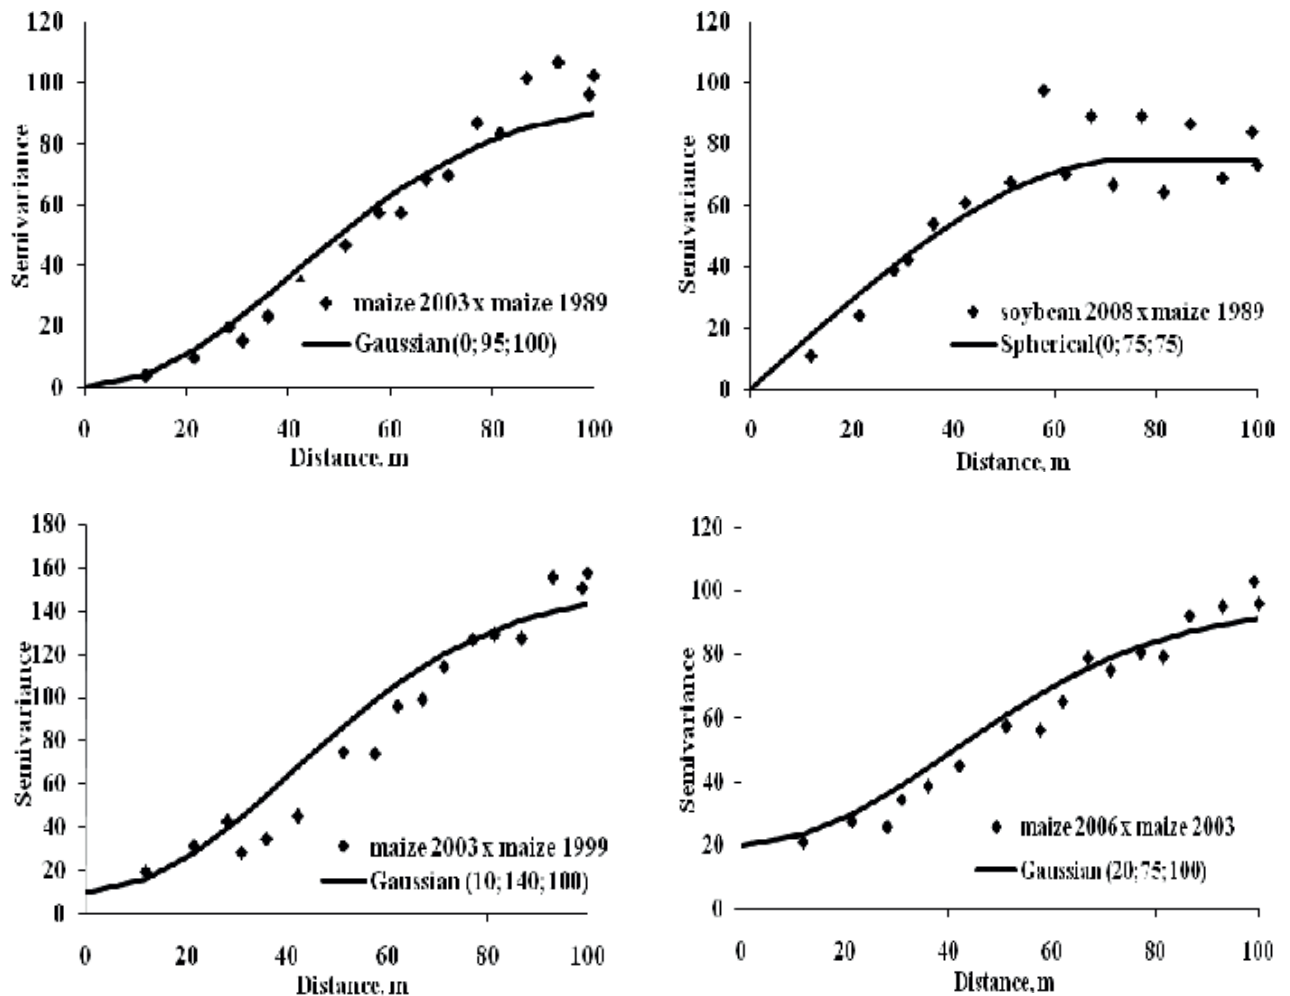 120
100
80
60
40
20
0
Semivariance
maize 2003 x maize 1989
Gaussian(0;95;100)
0 20 40 60 80 100
Distance, m
120
100
80
60
40
20
0
Semivariance
soybean 2008 x maize 1989
Spherical(0;75;75)
0 20 40 60 80 100
Distance, m
180
160
140
120
100
80
60
40
20
0
Semivariance
maize 2003 x maize 1999
Gaussian (10;140;100)
0 20 40 60 80 100
Distance, m
120
100
80
60
40
20
0
Semivariance
maize 2006 x maize 2003
Gaussian (20;75;100)
0 20 40 60 80 100
Distance, m